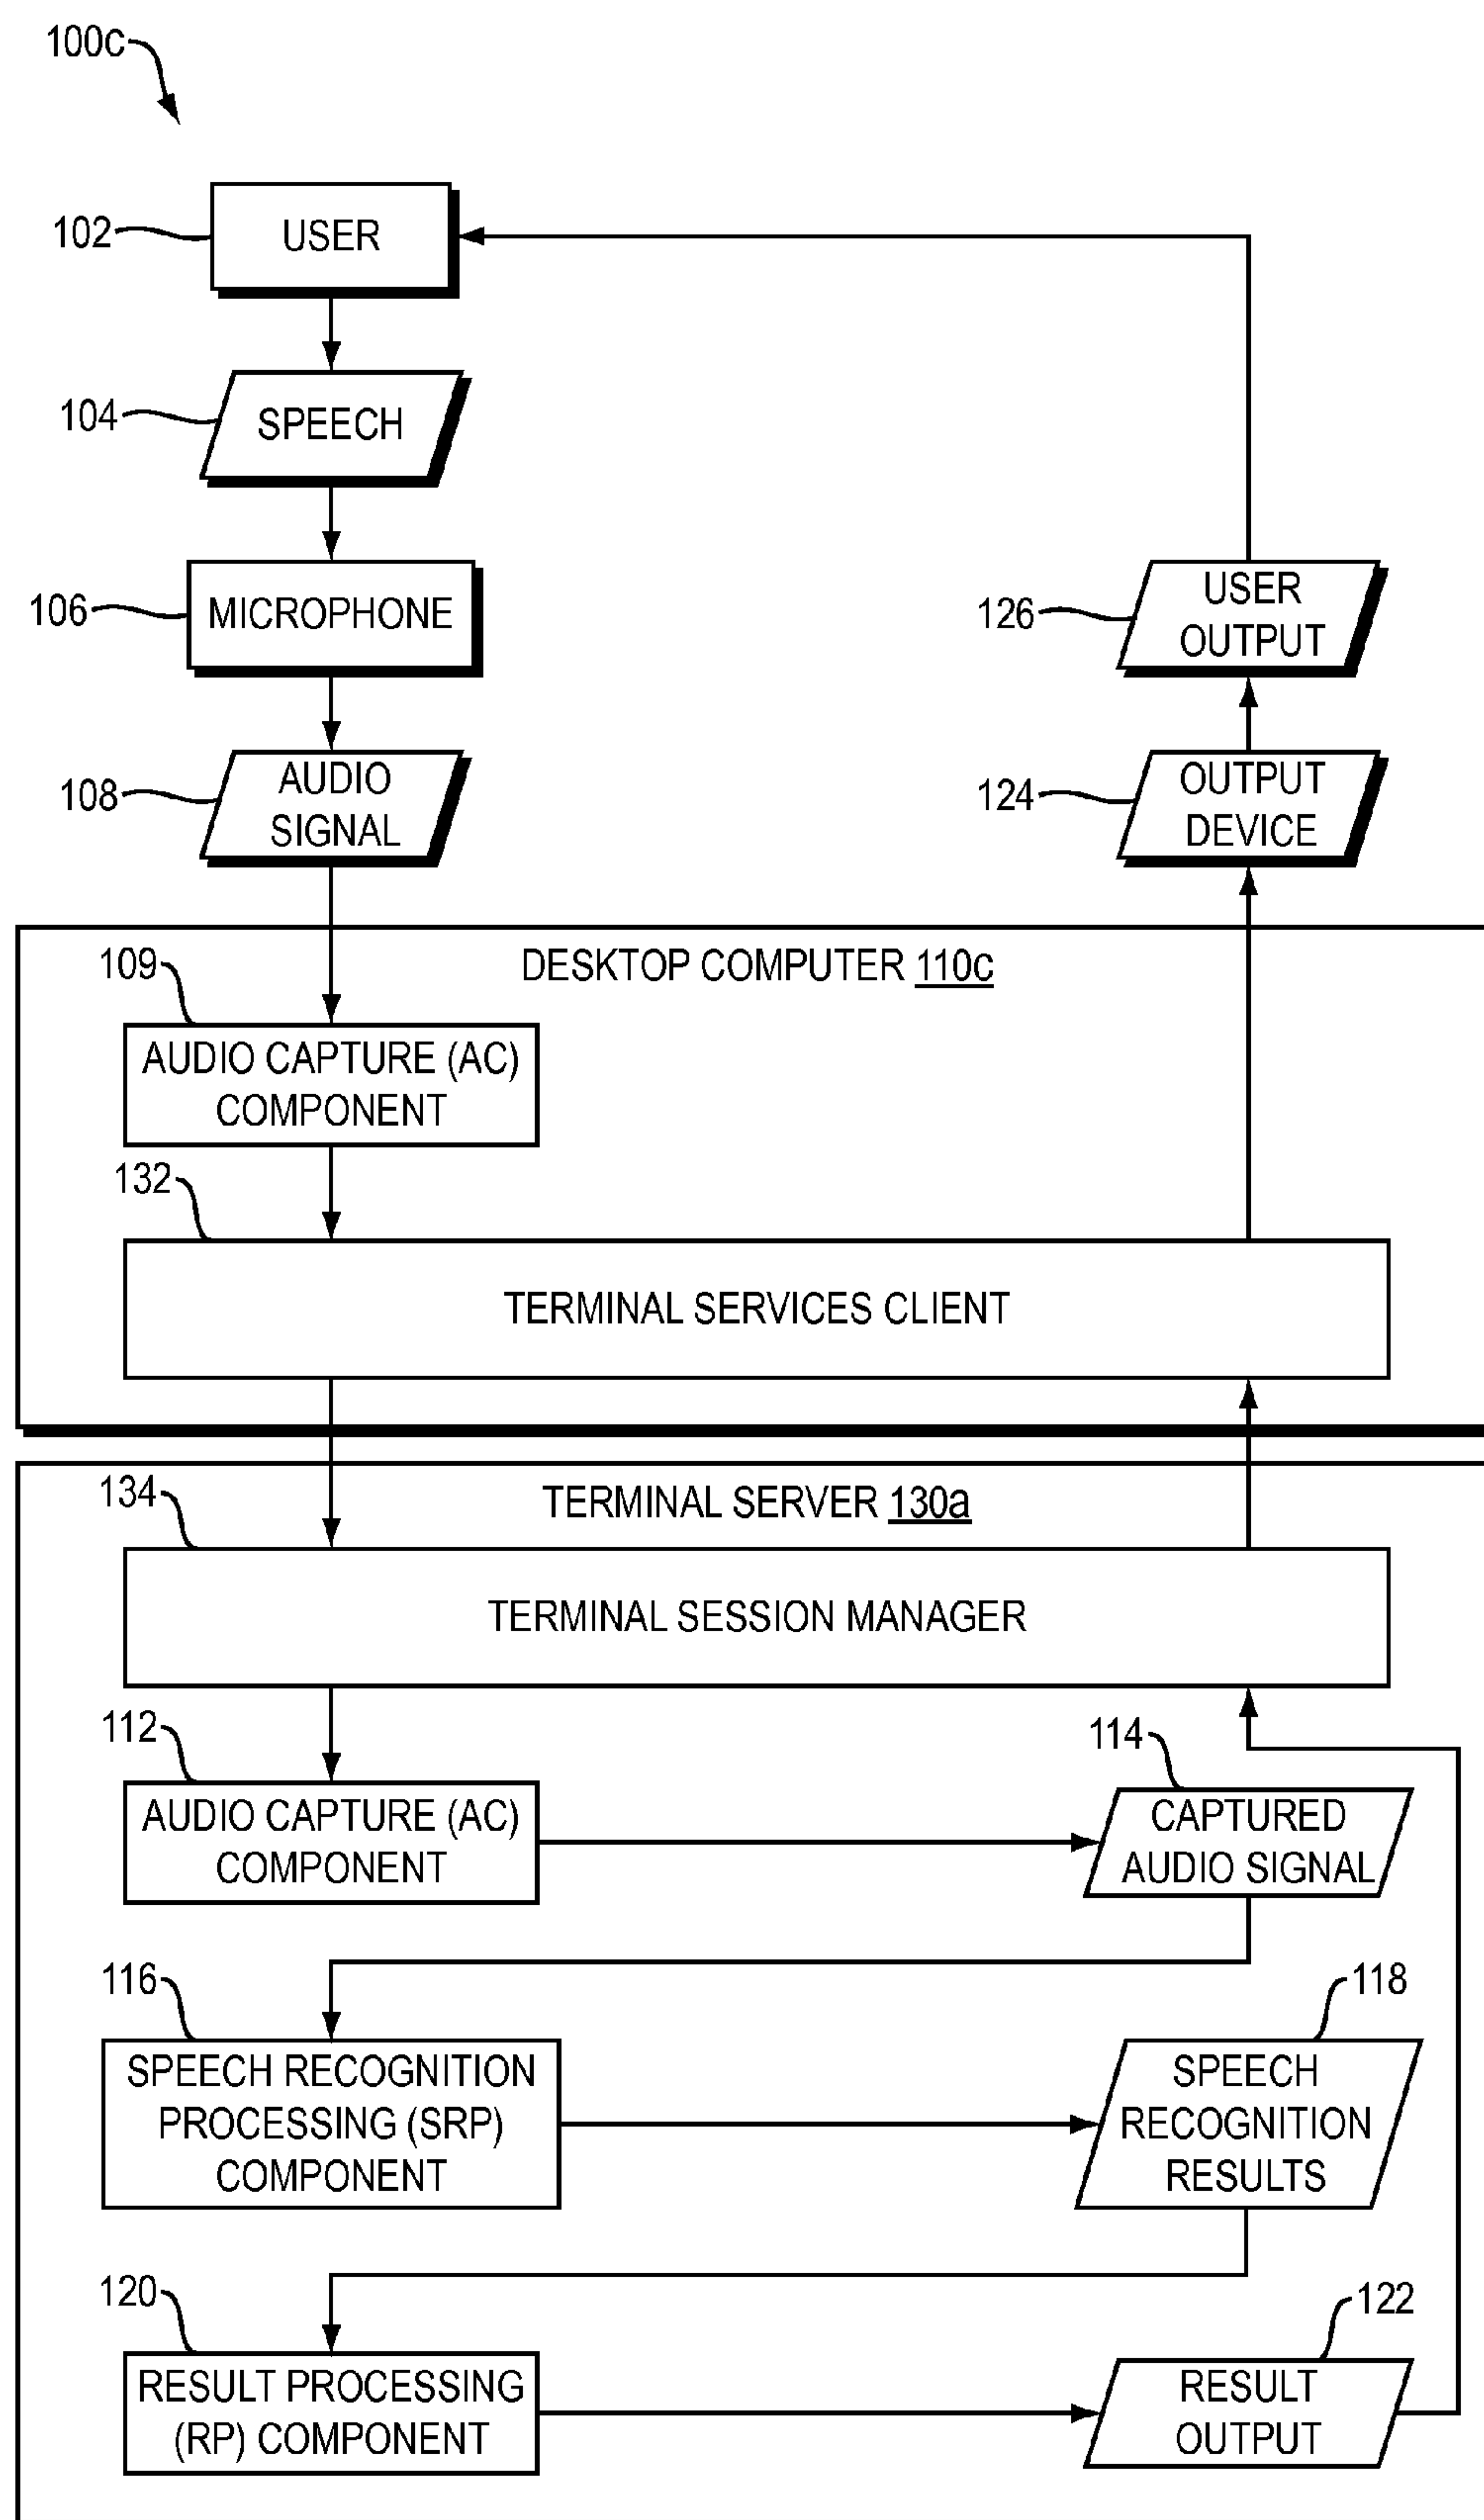 100c
102
USER
104
SPEECH
106
MICROPHONE
126
USER
OUTPUT
108
AUDIO
SIGNAL
124
OUTPUT
DEVICE
DESKTOP COMPUTER 110c
109
AUDIO CAPTURE (AC)
COMPONENT
132
TERMINAL SERVICES CLIENT
TERMINAL SERVER 130a
134
TERMINAL SESSION MANAGER
112
AUDIO CAPTURE (AC)
COMPONENT
114
CAPTURED
AUDIO SIGNAL
116
SPEECH RECOGNITION
PROCESSING (SRP)
COMPONENT
118
SPEECH
RECOGNITION
RESULTS
120
RESULT PROCESSING
(RP) COMPONENT
122
RESULT
OUTPUT